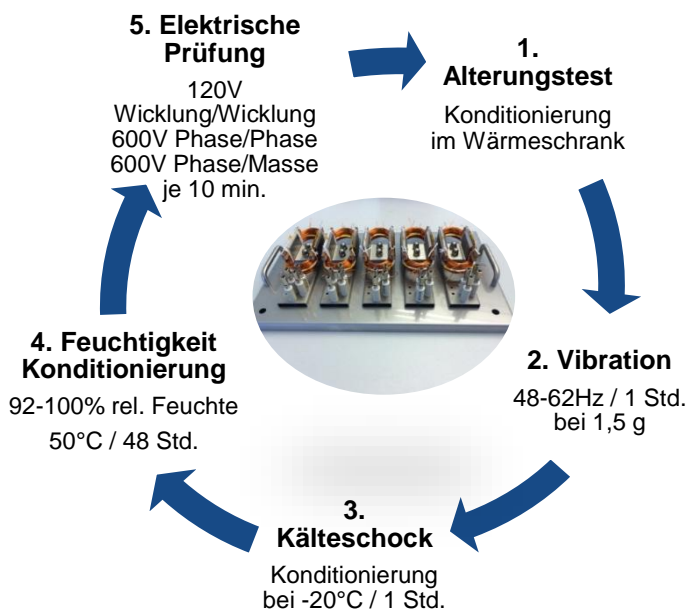 5. Elektrische
Prüfung
120V
Wicklung/Wicklung
600V Phase/Phase
600V Phase/Masse
je 10 min.
1.
Alterungstest
Konditionierung
im Wärmeschrank
2. Vibration
48-62Hz / 1 Std.
bei 1,5 g
3.
Kälteschock
Konditionierung
bei -20°C / 1 Std.
4. Feuchtigkeit
Konditionierung
92-100% rel. Feuchte
50°C / 48 Std.